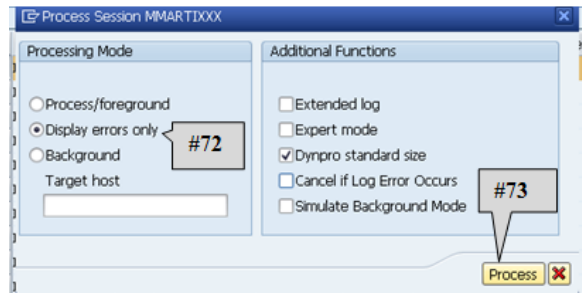 Process Session MMARTIXXX
Processing Mode
Process/foreground
Display errors only
#72
Background
Target host
Additional Functions
Extended log
Expert mode
Dynpro standard size
Cancel if Log Error Occurs
#73
Simulate Background Mode
Process